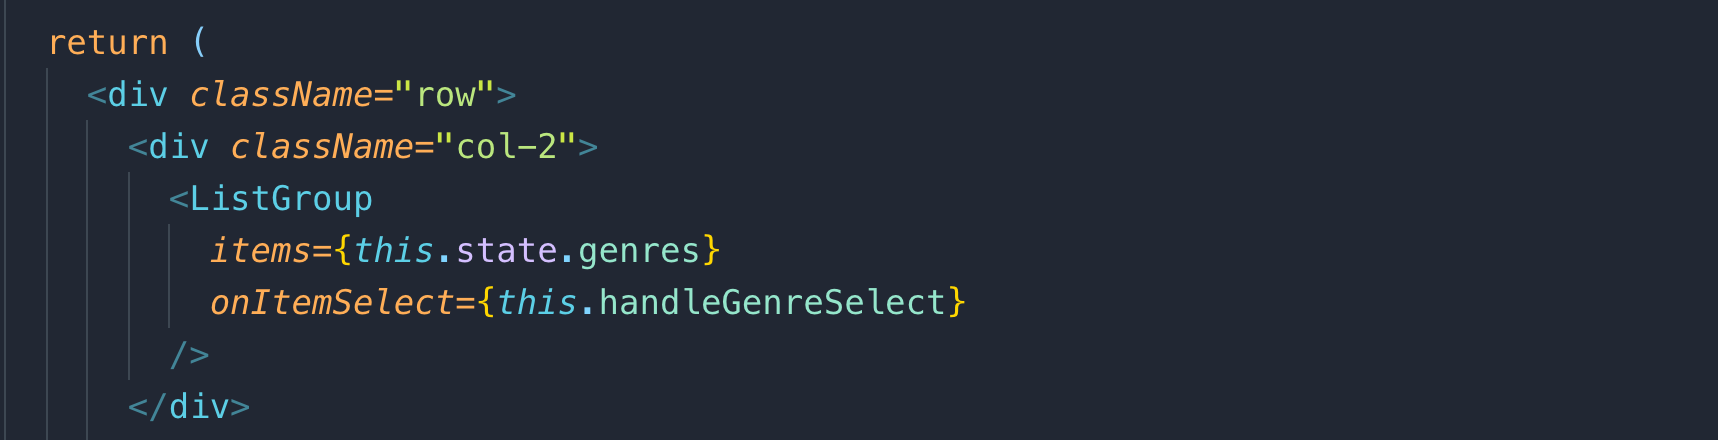 return (
<div className="row">
<div className="col-2">
<ListGroup
items={this.state.genres}
onItemSelect={this.handleGenreSelect}
/>
</div>